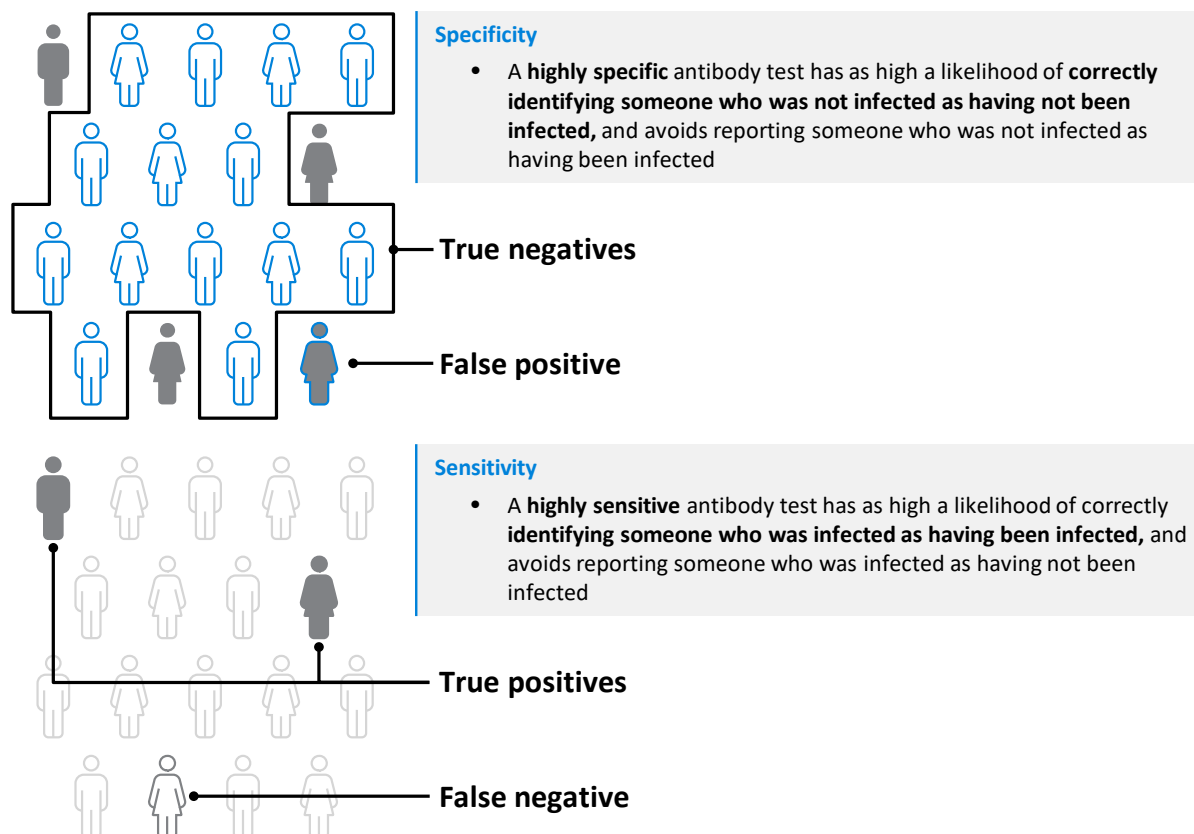 Specificity
• A highly specific antibody test has as high a likelihood of correctly
identifying someone who was not infected as having not been
infected, and avoids reporting someone who was not infected as
having been infected
True negatives
False positive
Sensitivity
• A highly sensitive antibody test has as high a likelihood of correctly
identifying someone who was infected as having been infected, and
avoids reporting someone who was infected as having not been
infected
True positives
False negative